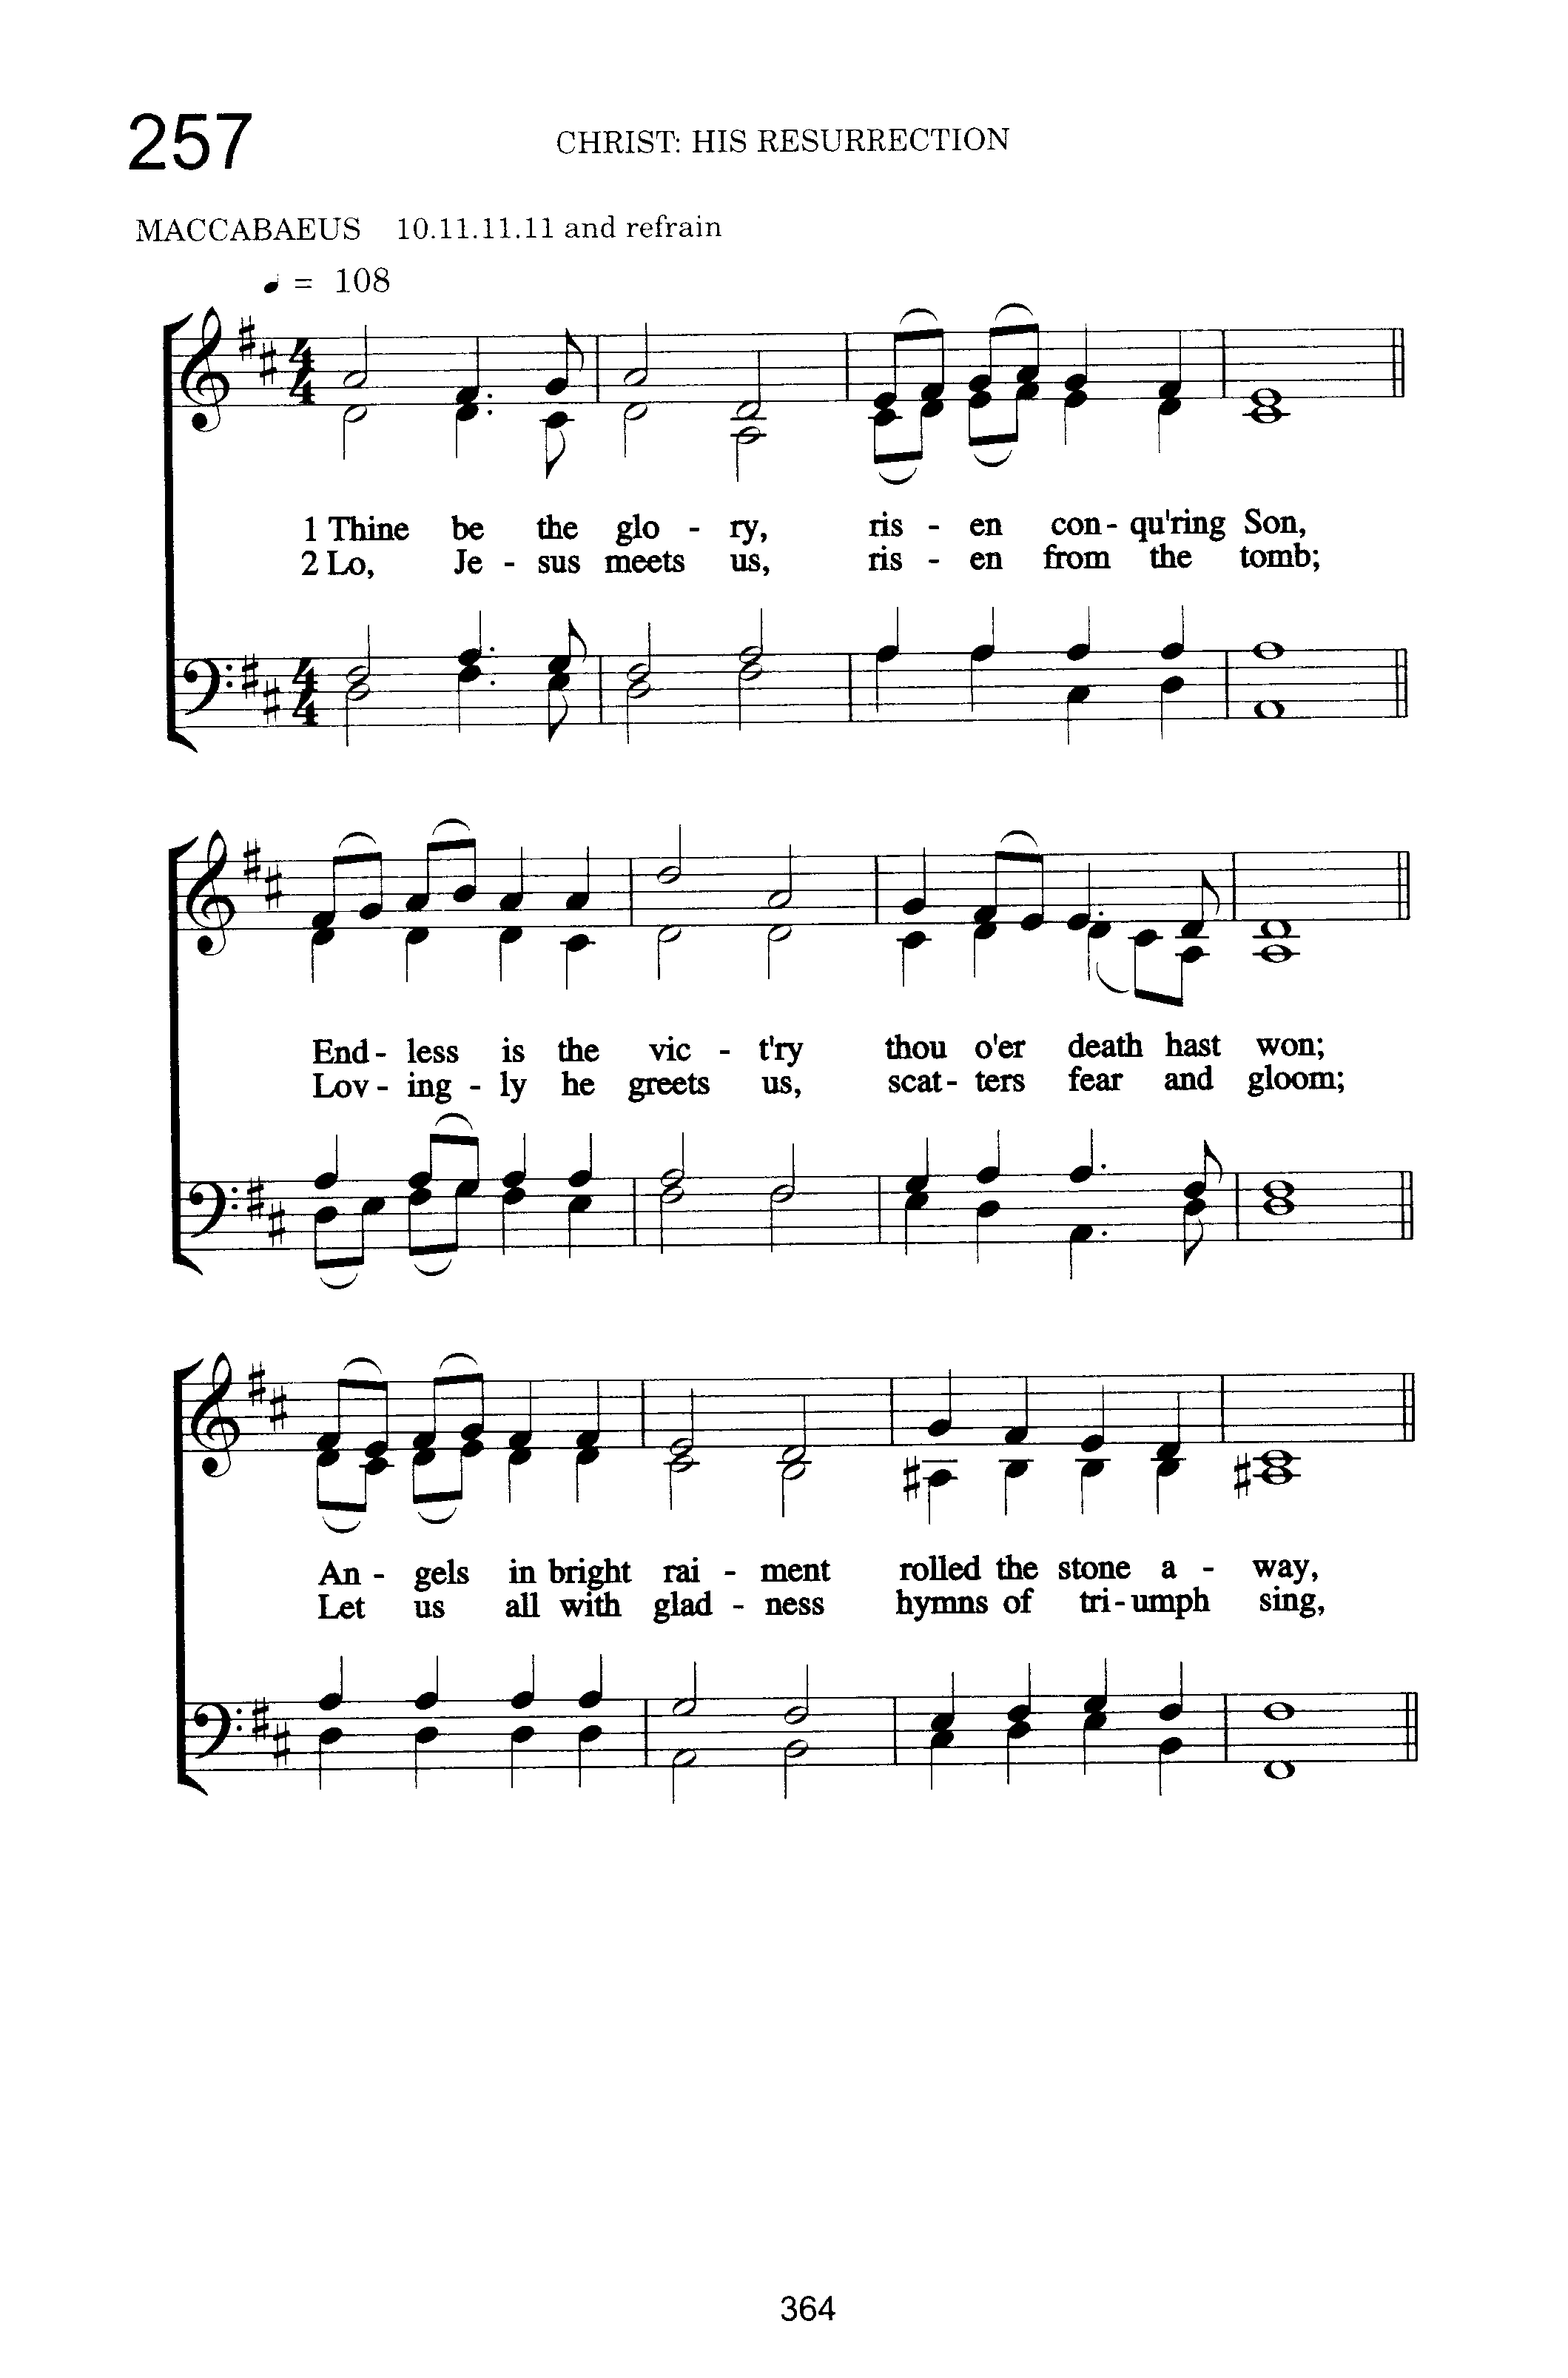 257
CHRIST: HIS RESURRECTION
MACCABAEUS 10.11.11.11 and refrain
♩ = 108
1 Thine be the glo - ry, ris - en con - qu'ring Son,
2 Lo, Je - sus meets us, ris - en from the tomb;
End - less is the vic - t'ry thou o'er death hast won;
Lov - ing - ly he greets us, scat - ters fear and gloom;
An - gels in bright rai - ment rolled the stone a - way,
Let us all with glad - ness hymns of tri - umph sing,
364